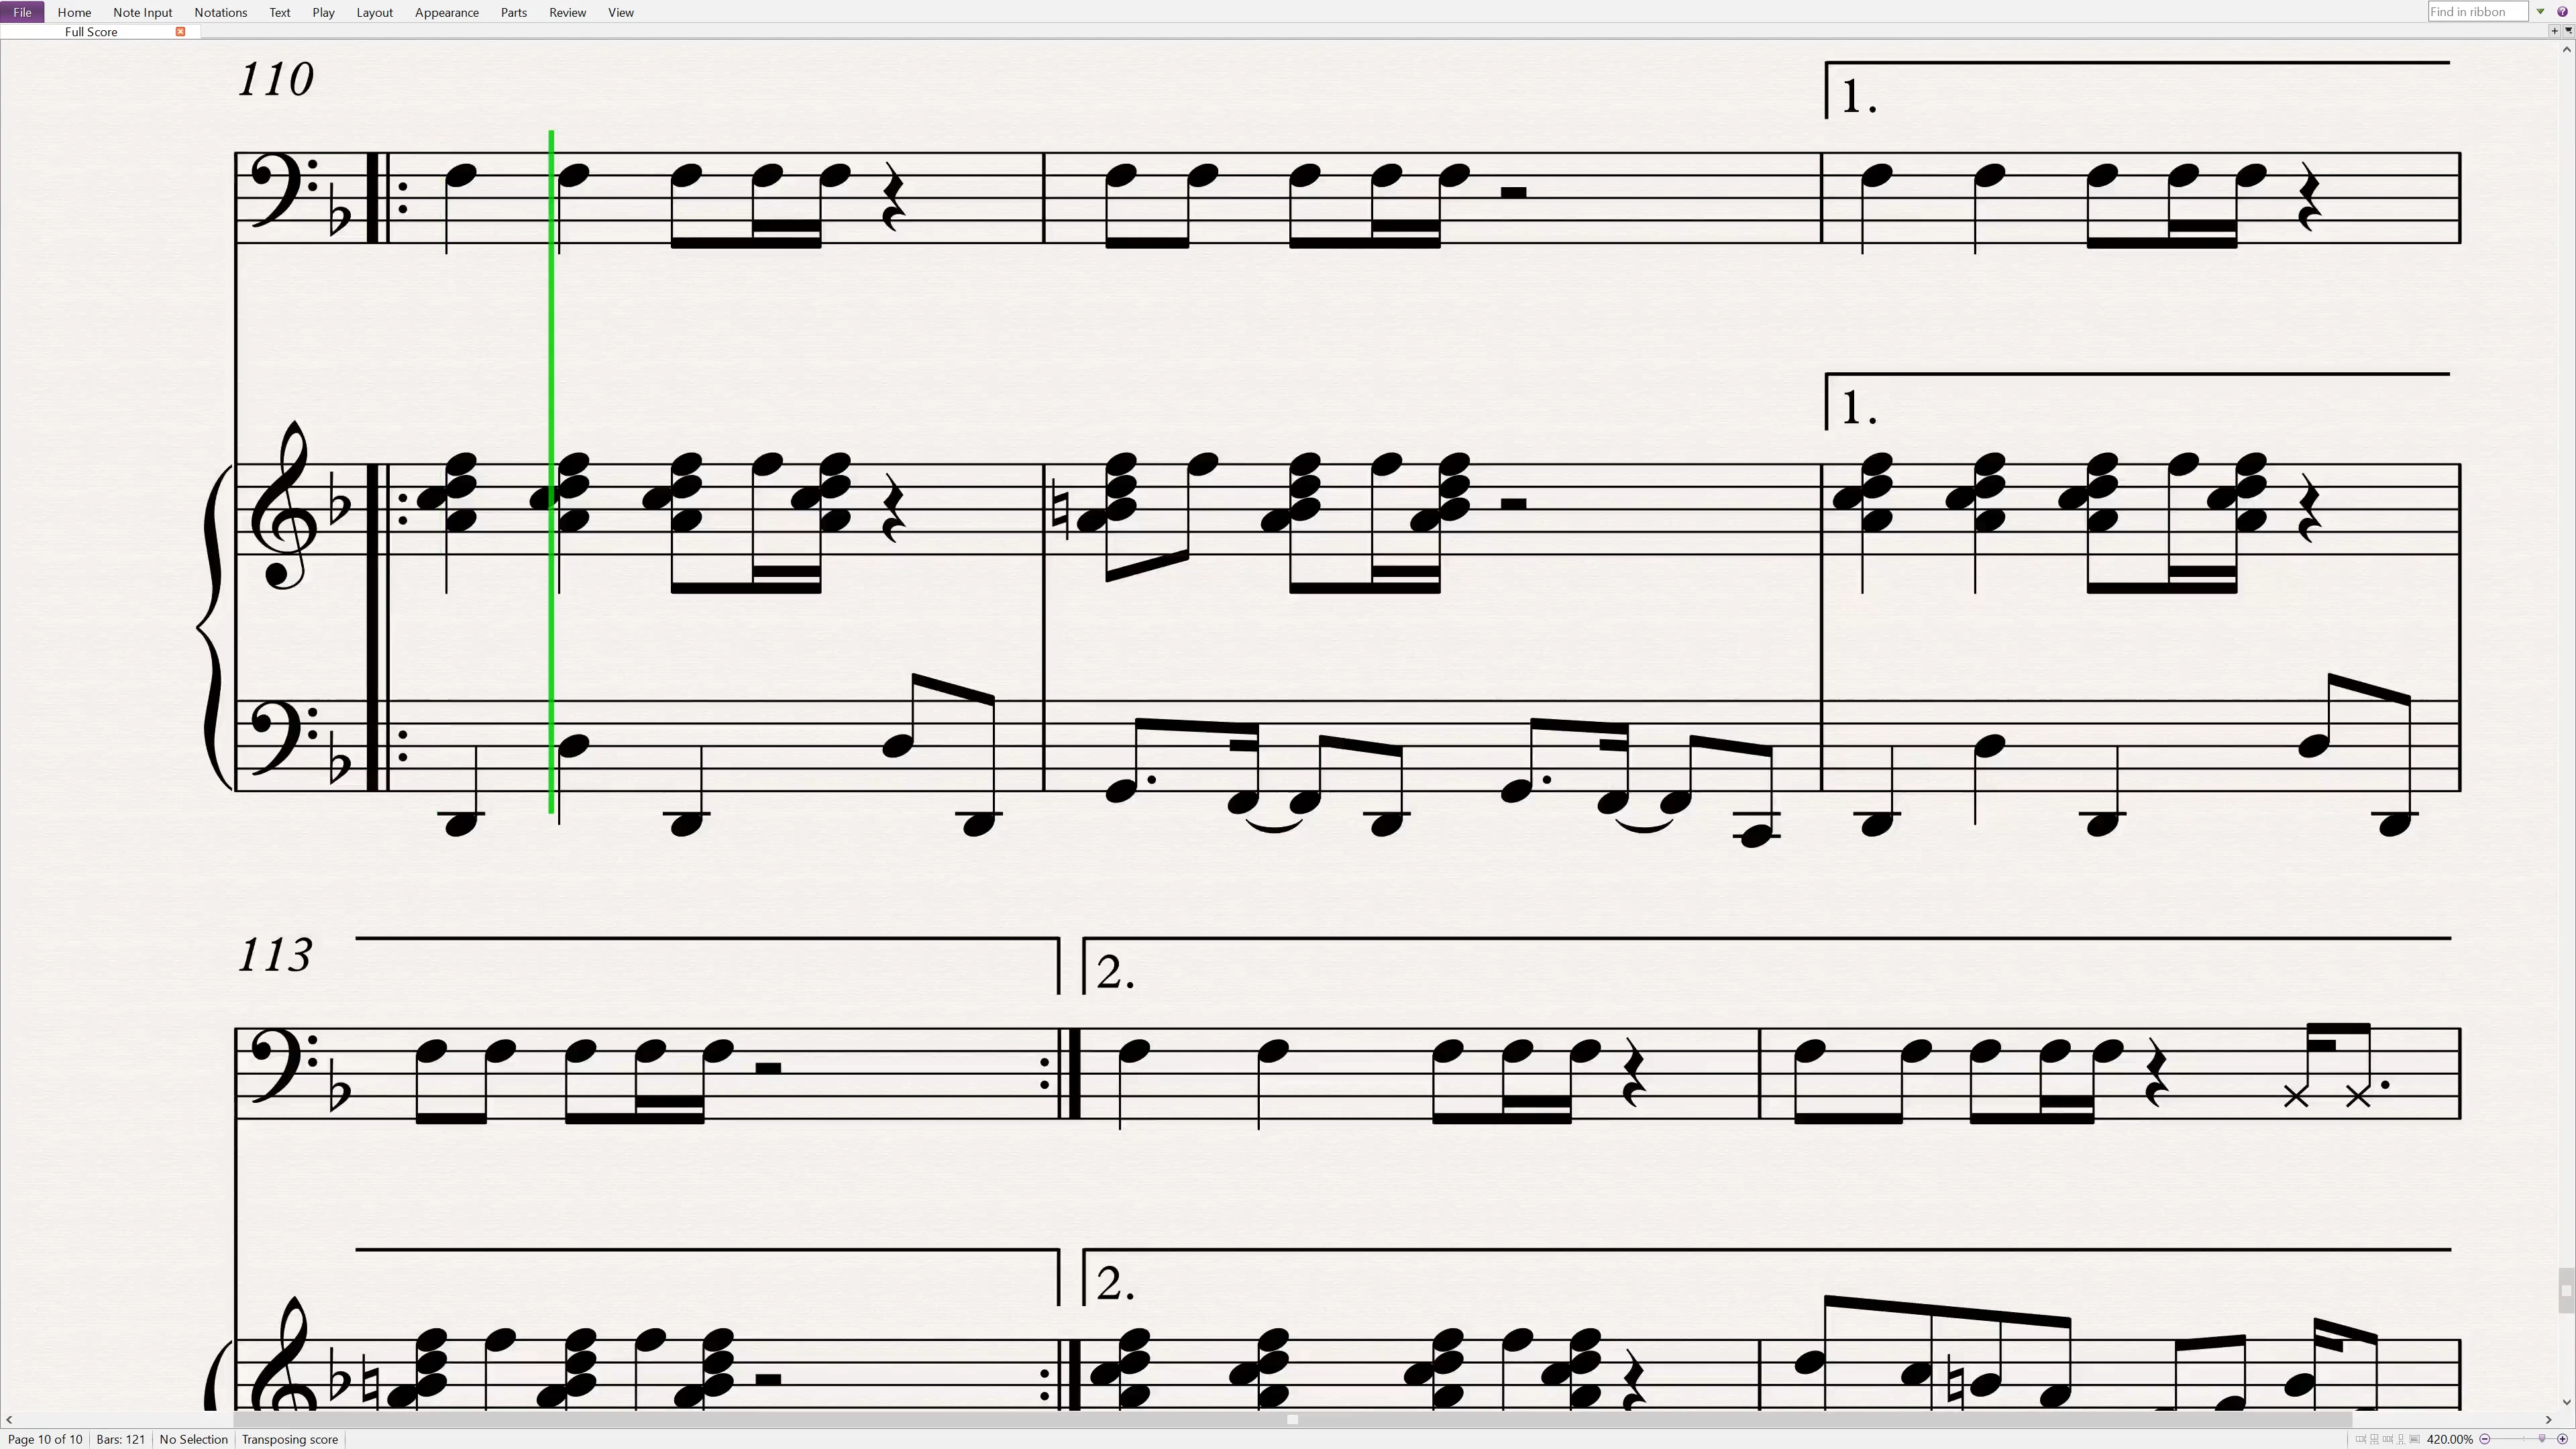 File Home Note Input Notations Text Play Layout Appearance Parts Review View Find in ribbon
Full Score
110
1.
1.
113
2.
2.
Page 10 of 10 Bars: 121 No Selection Transposing score 420.00%